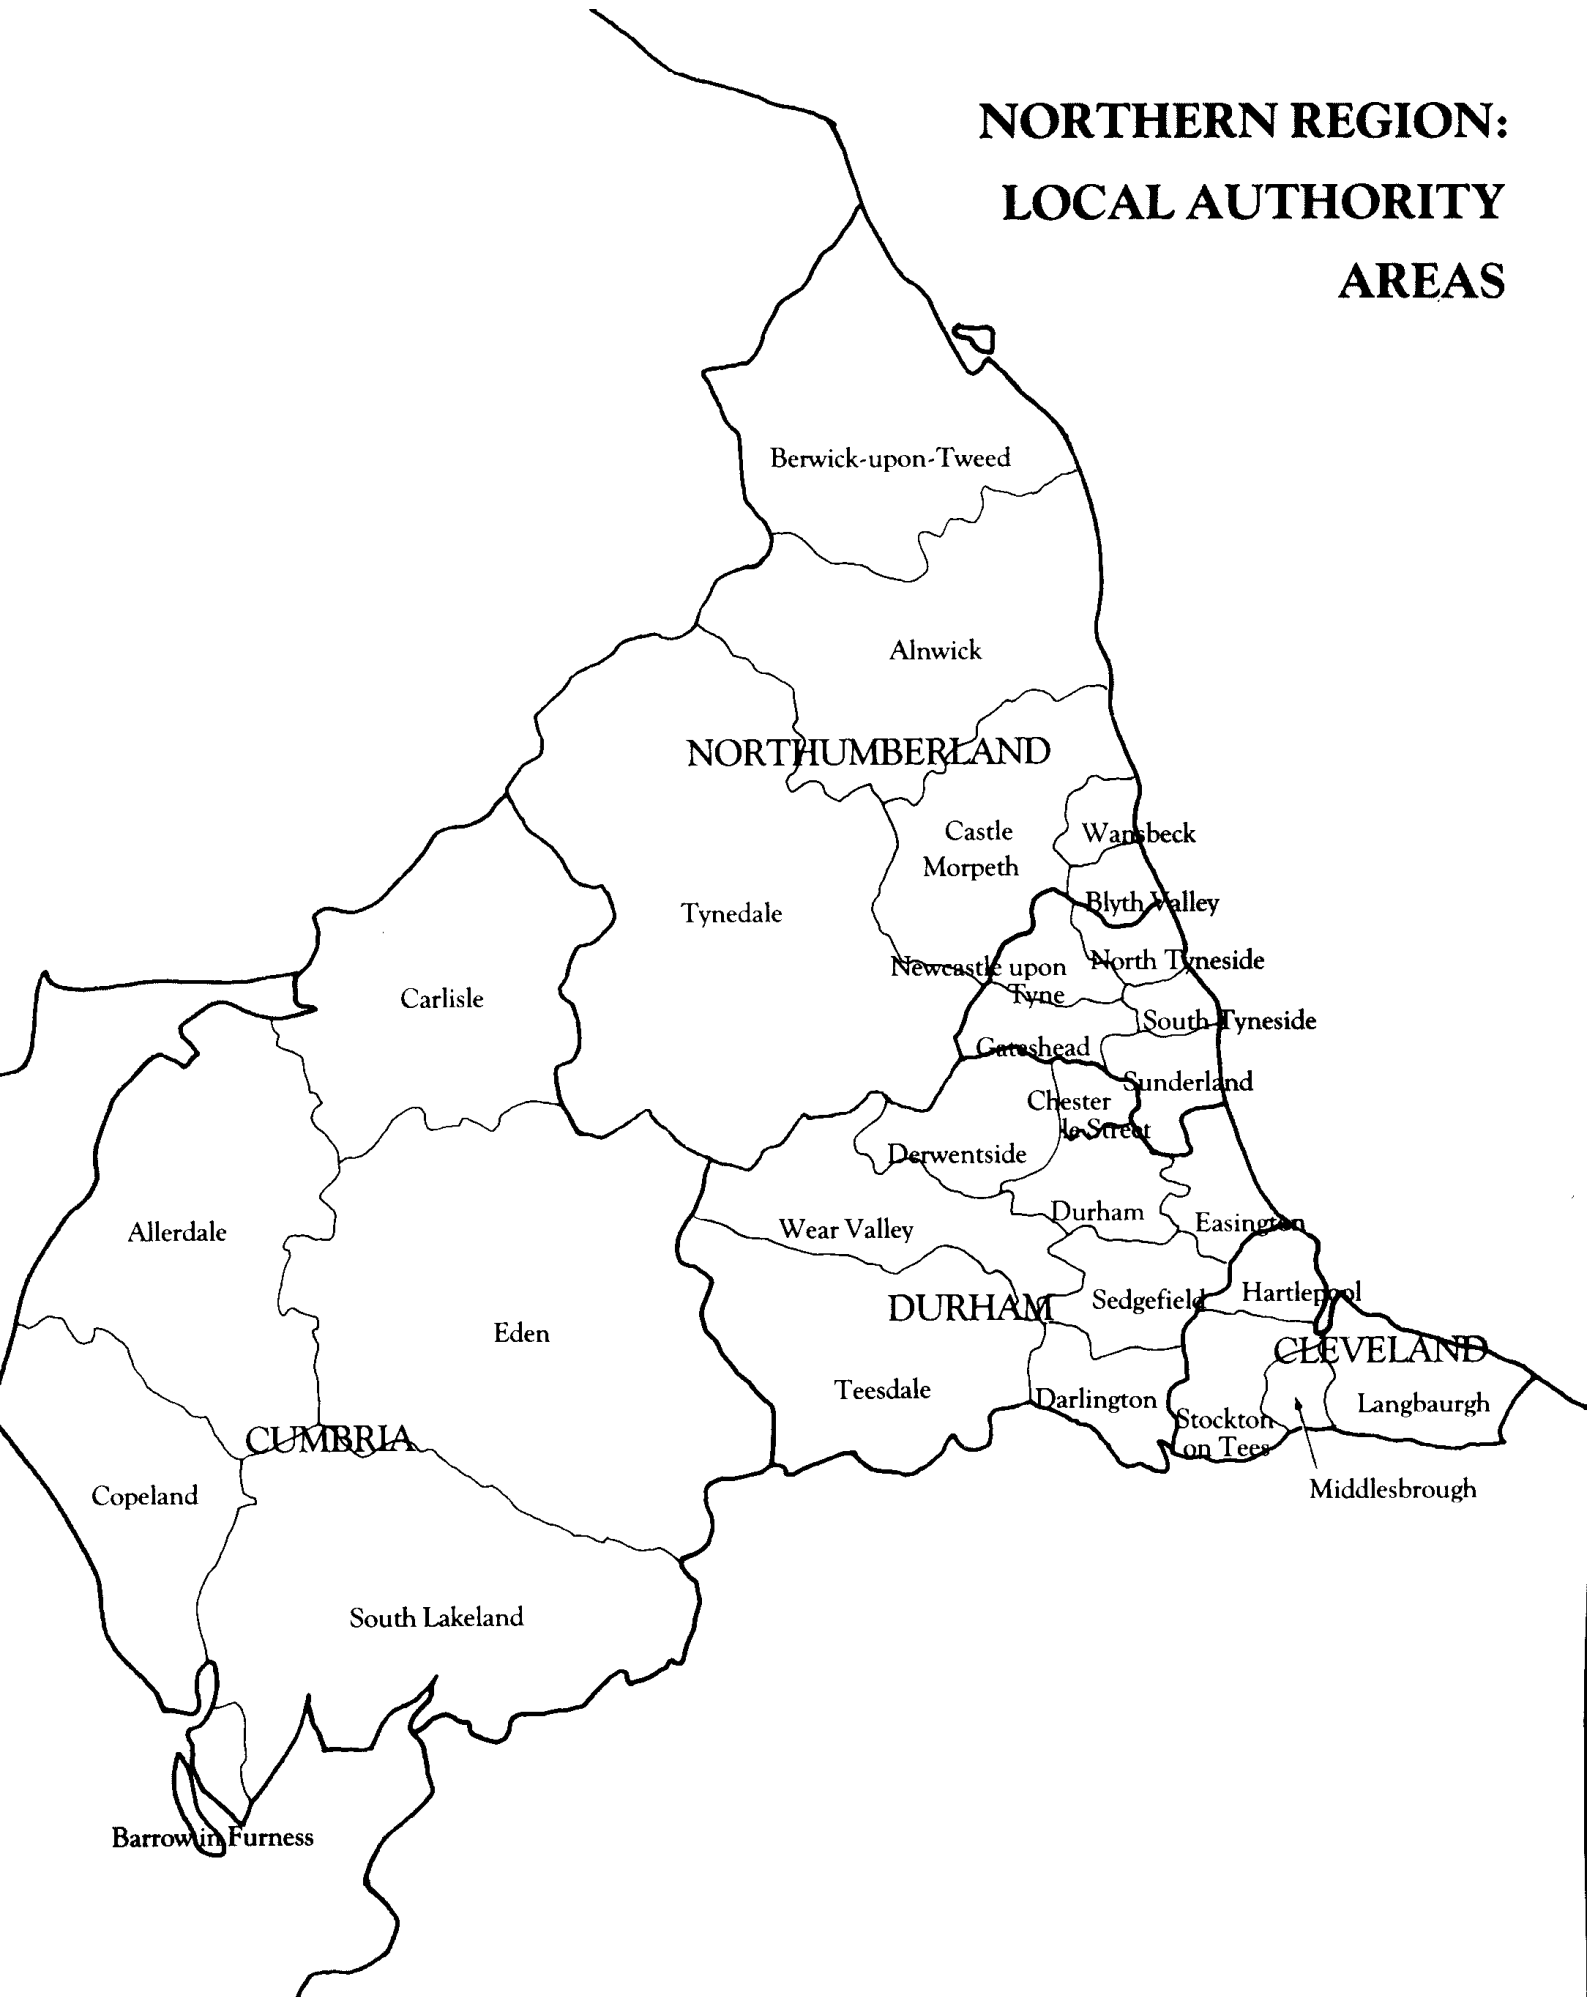 NORTHERN REGION:
LOCAL AUTHORITY
AREAS
Berwick-upon-Tweed
Alnwick
NORTHUMBERLAND
Castle
Morpeth
Wansbeck
Blyth Valley
Tynedale
Newcastle upon
Tyne
North Tyneside
Carlisle
South Tyneside
Gateshead
Sunderland
Chester
le Street
Derwentside
Durham
Easington
Allerdale
Wear Valley
DURHAM
Sedgefield
Hartlepool
Eden
CLEVELAND
Teesdale
Darlington
Stockton
on Tees
Langbaurgh
CUMBRIA
Copeland
Middlesbrough
South Lakeland
Barrow in Furness